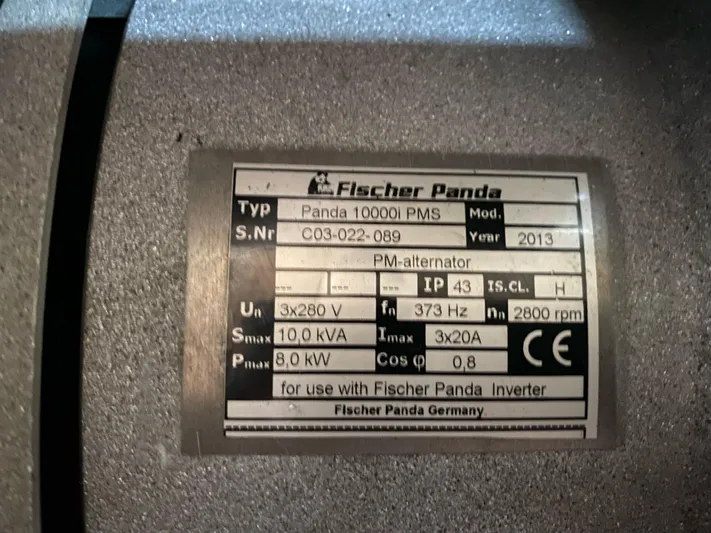 Fischer Panda
Typ Panda 10000i PMS Mod.
S.Nr C03-022-089 Year 2013
PM-alternator
--- --- --- IP 43 IS.CL. H
Un 3x280 V fn 373 Hz nn 2800 rpm
Smax 10,0 kVA Imax 3x20A CE
Pmax 8,0 kW Cos φ 0,8
for use with Fischer Panda Inverter
Fischer Panda Germany